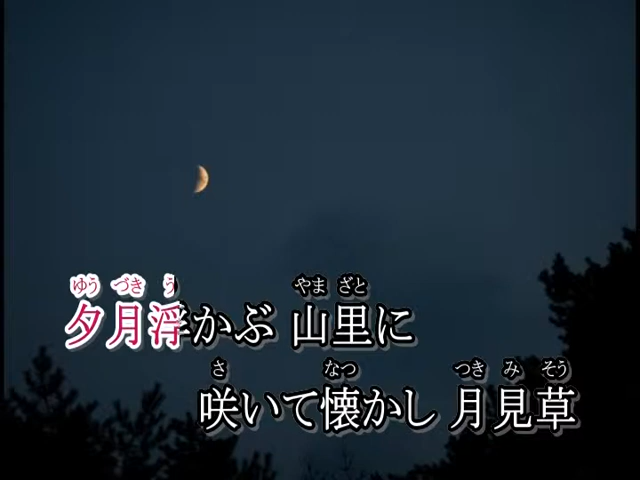 ゆう づき う やま ざと
夕月浮かぶ 山里に
さ なつ つき み そう
咲いて懐かし 月見草